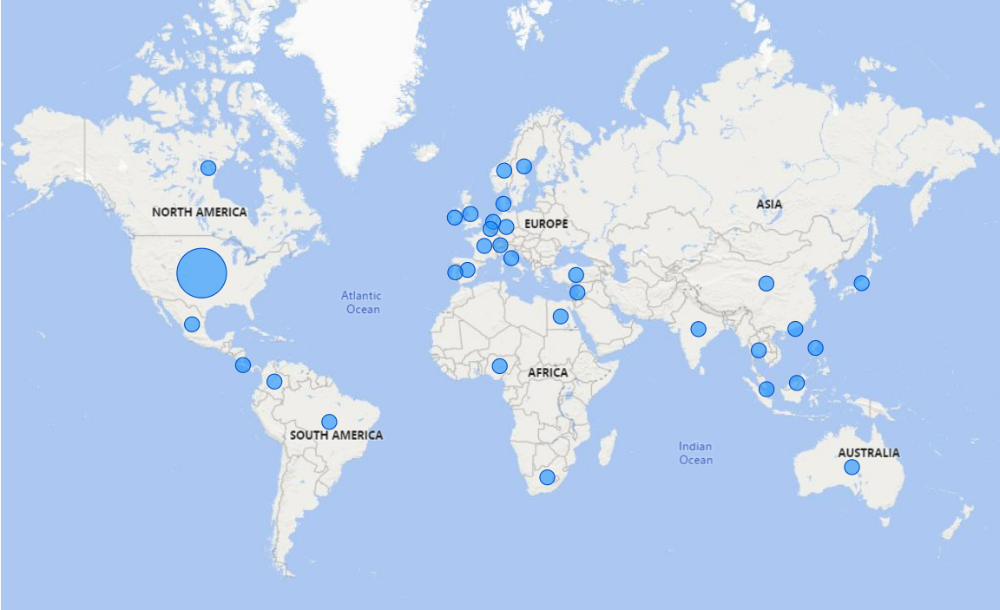 NORTH AMERICA
ASIA
EUROPE
Atlantic
Ocean
AFRICA
SOUTH AMERICA
Indian
Ocean
AUSTRALIA